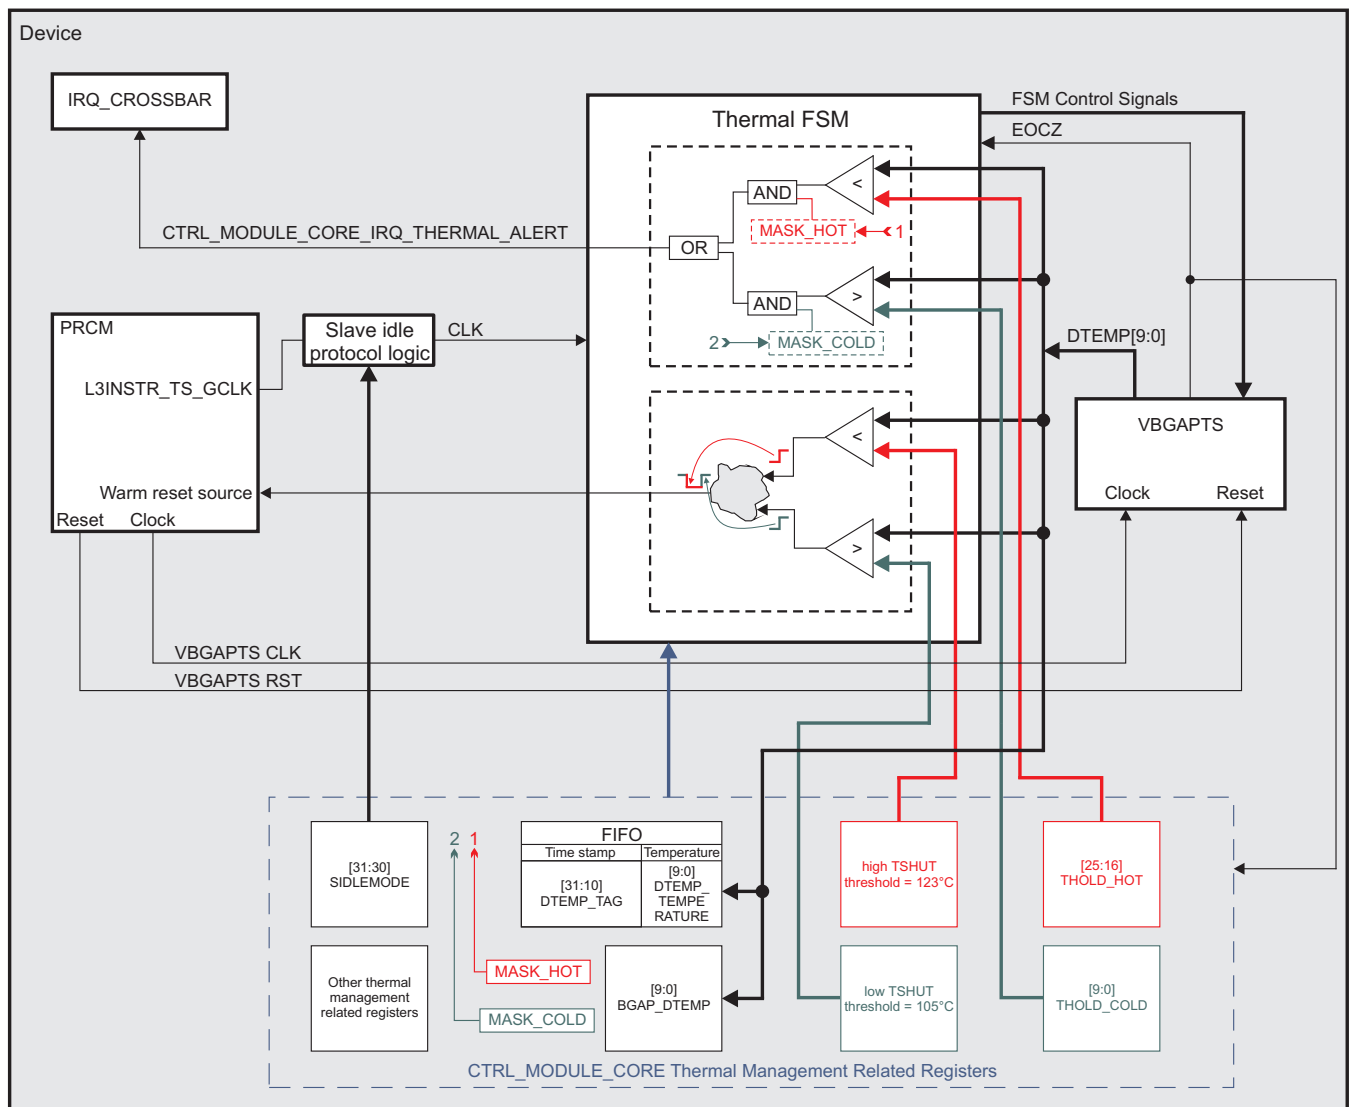 Device
IRQ_CROSSBAR
Thermal FSM
FSM Control Signals
EOCZ
AND
<
MASK_HOT
1
CTRL_MODULE_CORE_IRQ_THERMAL_ALERT
OR
AND
>
2
MASK_COLD
DTEMP[9:0]
PRCM
Slave idle
protocol logic
CLK
L3INSTR_TS_GCLK
VBGAPTS
<
Warm reset source
Clock
Reset
Reset
Clock
>
VBGAPTS CLK
VBGAPTS RST
[31:30]
SIDLEMODE
2
1
FIFO
Time stamp
Temperature
[31:10]
DTEMP_TAG
[9:0]
DTEMP_
TEMPE
RATURE
high TSHUT
threshold = 123°C
[25:16]
THOLD_HOT
Other thermal
management
related registers
MASK_HOT
MASK_COLD
[9:0]
BGAP_DTEMP
low TSHUT
threshold = 105°C
[9:0]
THOLD_COLD
CTRL_MODULE_CORE Thermal Management Related Registers